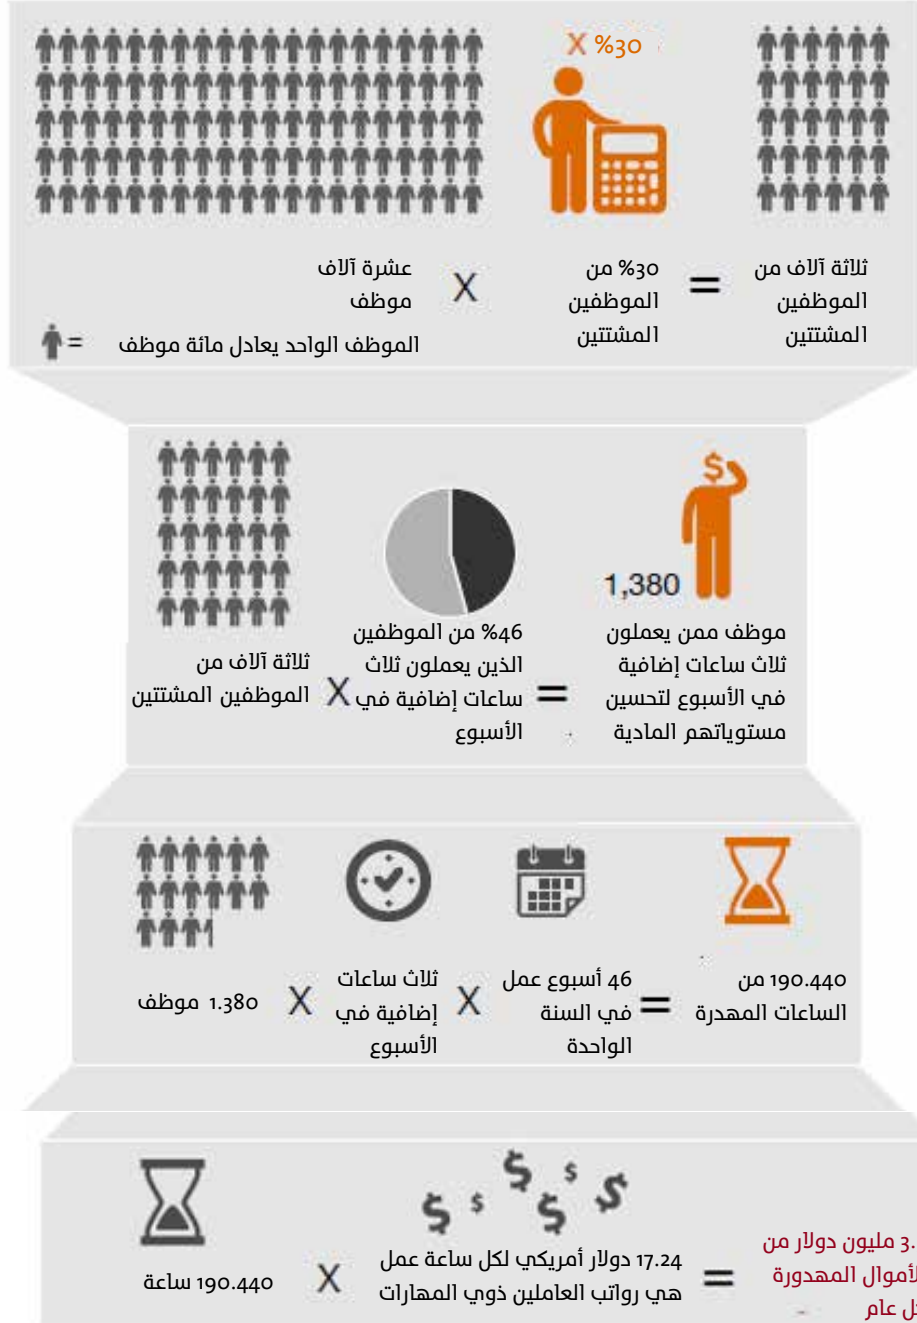 X %30
عشرة آلاف
موظف
X
%30 من
الموظفين
المشتتين
=
ثلاثة آلاف من
الموظفين
المشتتين
= الموظف الواحد يعادل مائة موظف
$
1,380
ثلاثة آلاف من
الموظفين المشتتين
X
%46 من الموظفين
الذين يعملون ثلاث
ساعات إضافية في
الأسبوع
=
موظف ممن يعملون
ثلاث ساعات إضافية
في الأسبوع لتحسين
مستوياتهم المادية
1.380 موظف
X
ثلاث ساعات
إضافية في
الأسبوع
X
46 أسبوع عمل
في السنة
الواحدة
=
190.440 من
الساعات المهدرة
$ $ $ $ $ $
190.440 ساعة
X
17.24 دولار أمريكي لكل ساعة عمل
هي رواتب العاملين ذوي المهارات
=
مليون دولار من
المهدورة
عام